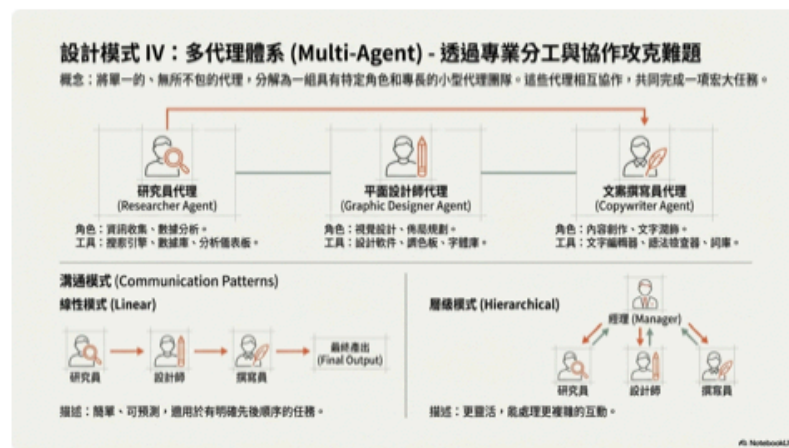 設計模式 IV：多代理體系 (Multi-Agent) - 透過專業分工與協作攻克難題
概念：將單一的、無所不包的代理，分解為一組具有特定角色和專長的小型代理團隊。這些代理相互協作，共同完成一項宏大任務。
研究員代理
(Researcher Agent)
角色：資訊收集、數據分析。
工具：搜索引擎、數據庫、分析儀表板。
平面設計師代理
(Graphic Designer Agent)
角色：視覺設計、佈局規劃。
工具：設計軟件、調色板、字體庫。
文案撰寫員代理
(Copywriter Agent)
角色：內容創作、文字潤飾。
工具：文字編輯器、語法檢查器、詞庫。
溝通模式 (Communication Patterns)
線性模式 (Linear)
研究員
設計師
撰寫員
最終產出
(Final Output)
描述：簡單、可預測，適用於有明確先後順序的任務。
層級模式 (Hierarchical)
經理 (Manager)
研究員
設計師
撰寫員
描述：更靈活，能處理更複雜的互動。